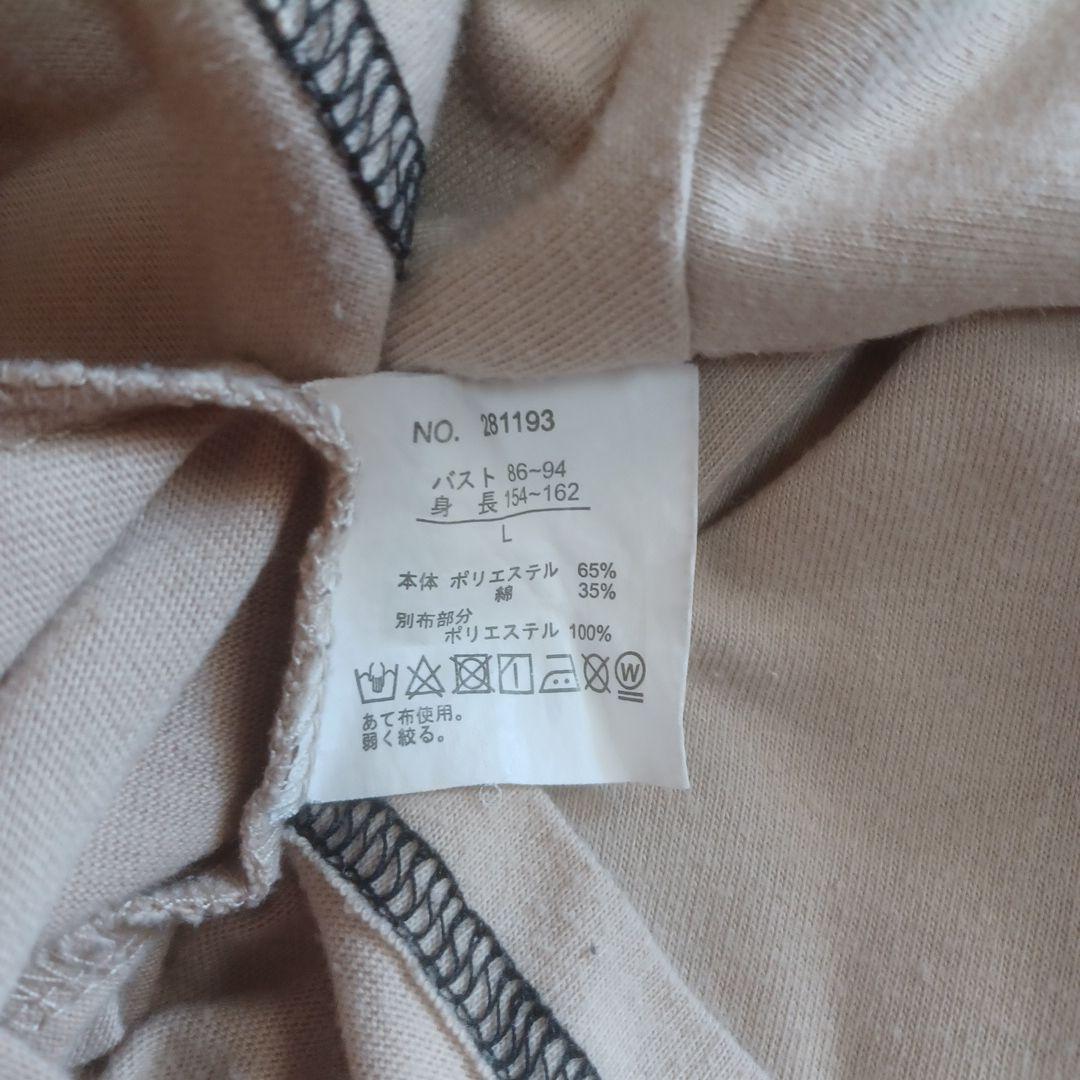 NO. 281193
バスト 86~94
身 長 154~162
L
本体 ポリエステル 65%
綿 35%
別布部分
ポリエステル 100%
W
あて布使用。
弱く絞る。